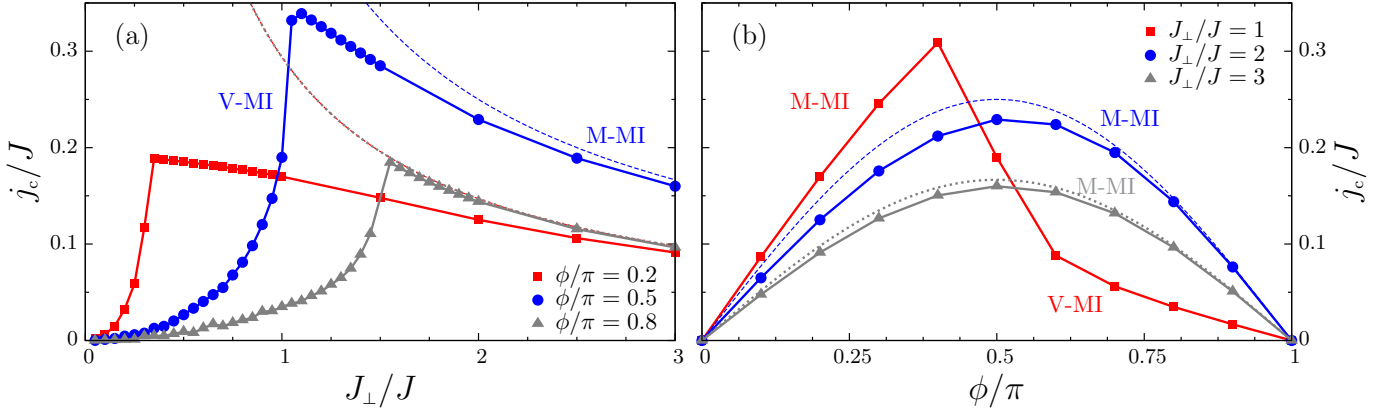 (a)
j_c/J
0.3
0.2
0.1
0
V-MI
M-MI
ϕ/π = 0.2
ϕ/π = 0.5
ϕ/π = 0.8
0 1 2 3
J_⊥/J
(b)
J_⊥/J = 1
J_⊥/J = 2
J_⊥/J = 3
M-MI
M-MI
M-MI
V-MI
0.3
0.2
0.1
0
j_c/J
0 0.25 0.5 0.75 1
ϕ/π